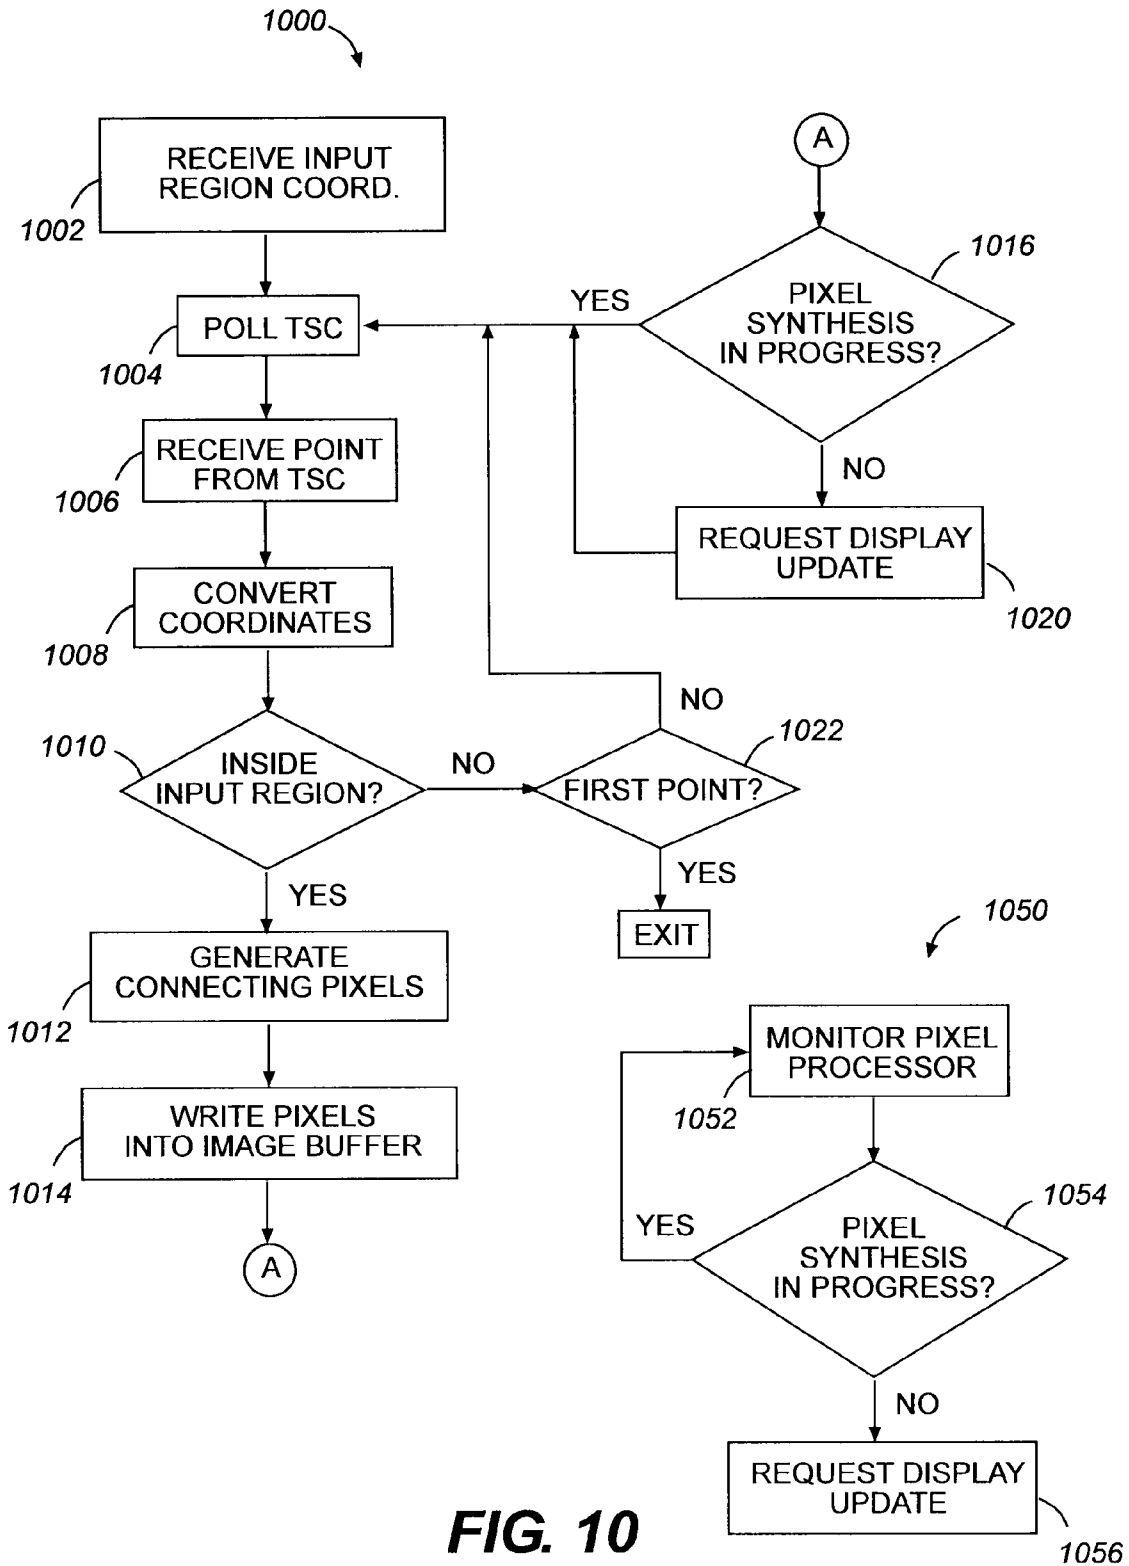 1000
RECEIVE INPUT
REGION COORD.
1002
POLL TSC
1004
RECEIVE POINT
FROM TSC
1006
CONVERT
COORDINATES
1008
INSIDE
INPUT REGION?
1010
NO
YES
GENERATE
CONNECTING PIXELS
1012
WRITE PIXELS
INTO IMAGE BUFFER
1014
A
A
PIXEL
SYNTHESIS
IN PROGRESS?
1016
YES
NO
REQUEST DISPLAY
UPDATE
1020
NO
1022
FIRST POINT?
YES
EXIT
1050
MONITOR PIXEL
PROCESSOR
1052
PIXEL
SYNTHESIS
IN PROGRESS?
1054
YES
NO
REQUEST DISPLAY
UPDATE
1056
FIG. 10